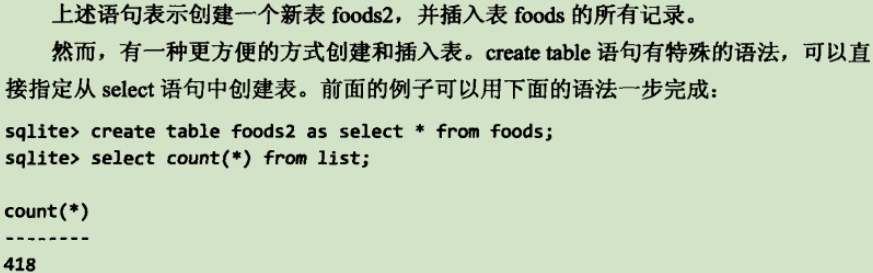 上述语句表示创建一个新表 foods2，并插入表 foods 的所有记录。
然而，有一种更方便的方式创建和插入表。create table 语句有特殊的语法，可以直
接指定从 select 语句中创建表。前面的例子可以用下面的语法一步完成：
sqlite> create table foods2 as select * from foods;
sqlite> select count(*) from list;
count(*)
--------
418